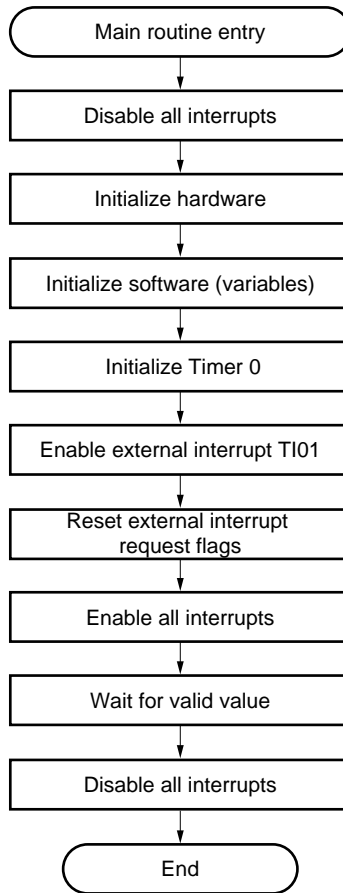 Main routine entry
Disable all interrupts
Initialize hardware
Initialize software (variables)
Initialize Timer 0
Enable external interrupt TI01
Reset external interrupt
request flags
Enable all interrupts
Wait for valid value
Disable all interrupts
End